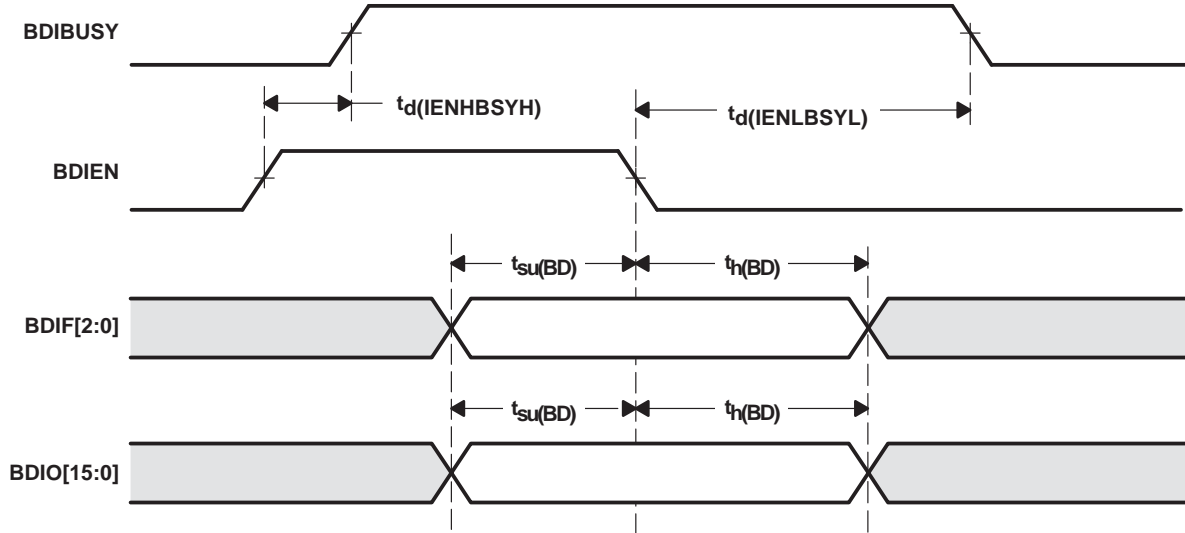 BDIBUSY
td(IENHBSYH)
td(IENLBSYL)
BDIEN
tsu(BD)
th(BD)
BDIF[2:0]
tsu(BD)
th(BD)
BDIO[15:0]